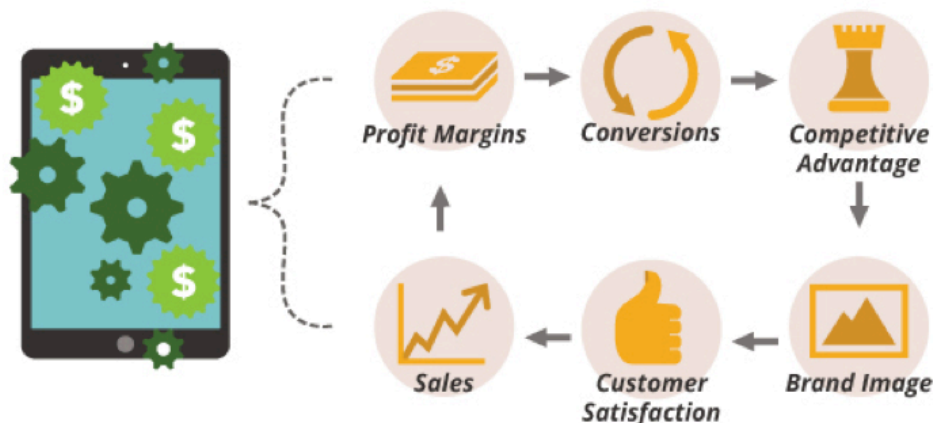 $
$
$
$
Profit Margins
Conversions
Competitive
Advantage
Sales
Customer
Satisfaction
Brand Image